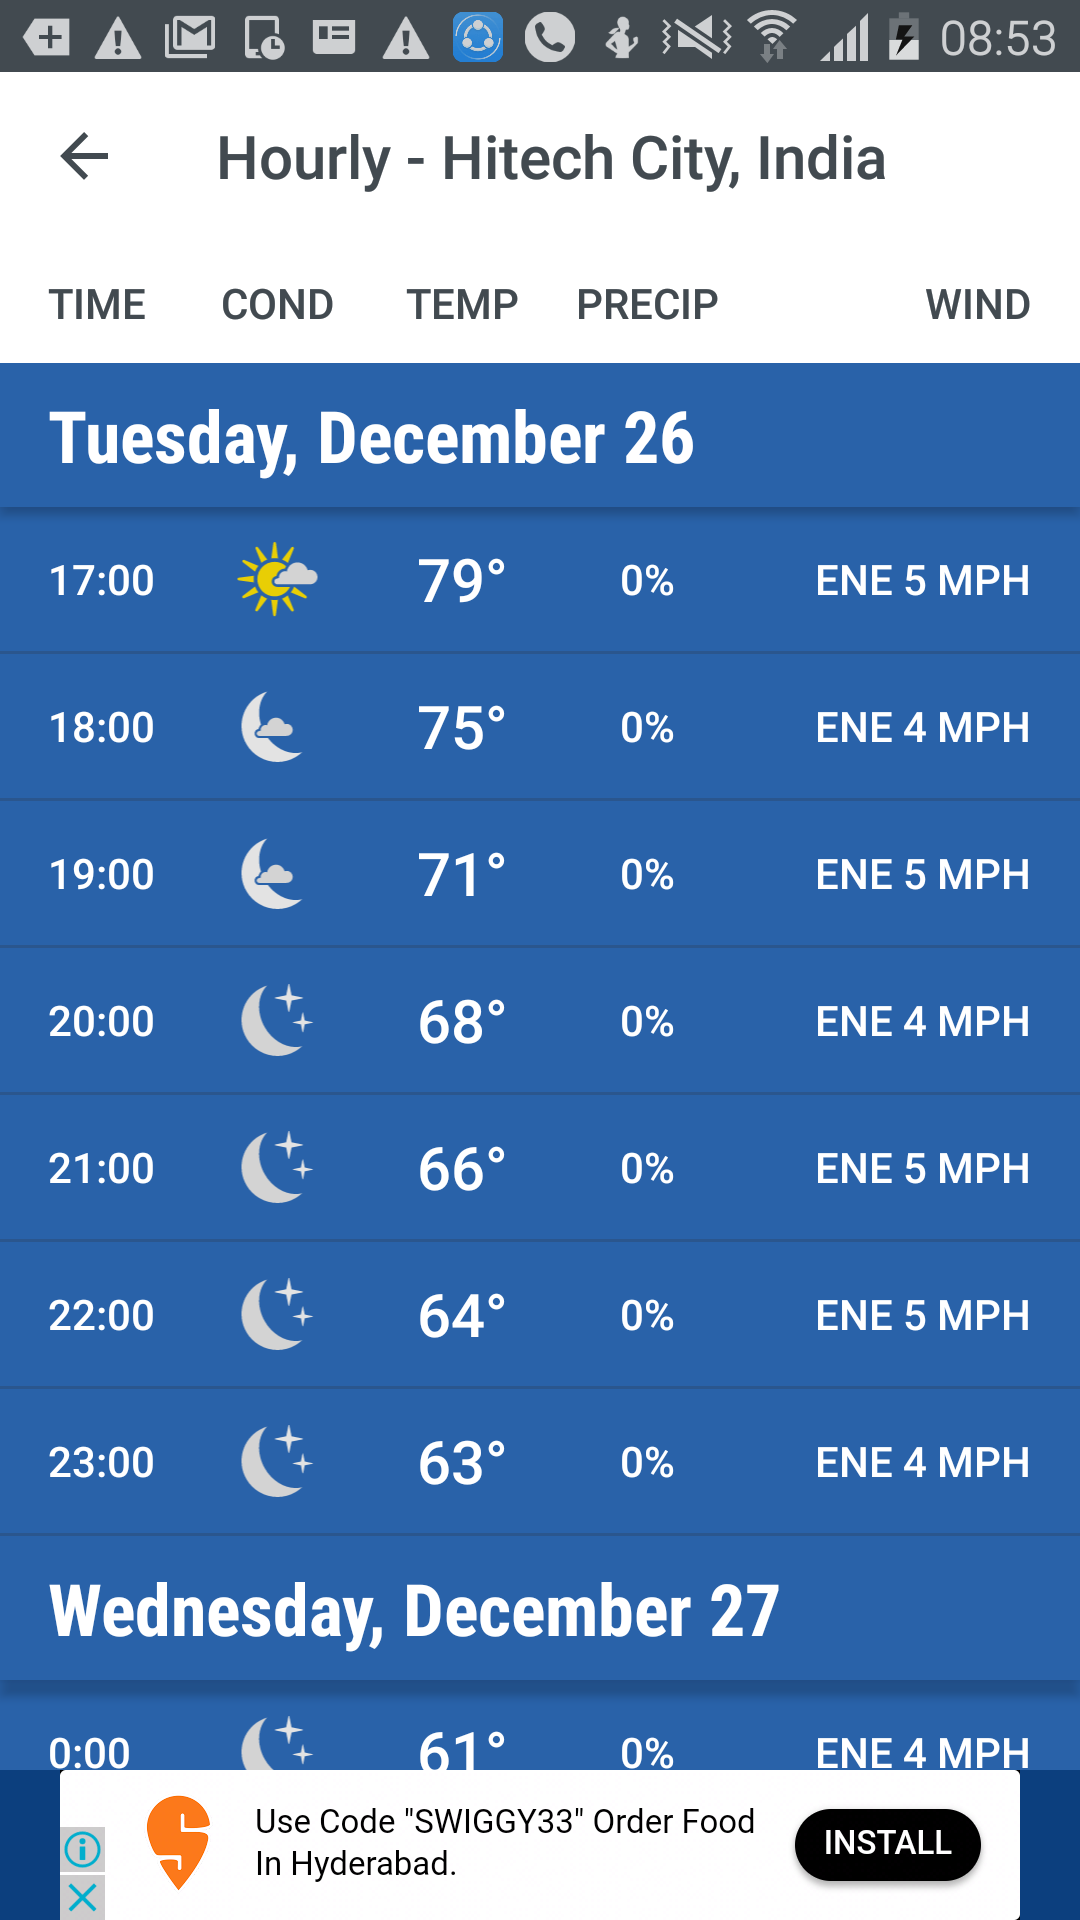 08:53
Hourly - Hitech City, India
TIME COND TEMP PRECIP WIND
Tuesday, December 26
17:00 79° 0% ENE 5 MPH
18:00 75° 0% ENE 4 MPH
19:00 71° 0% ENE 5 MPH
20:00 68° 0% ENE 4 MPH
21:00 66° 0% ENE 5 MPH
22:00 64° 0% ENE 5 MPH
23:00 63° 0% ENE 4 MPH
Wednesday, December 27
0:00 61° 0% ENE 4 MPH
Use Code "SWIGGY33" Order Food
In Hyderabad.
INSTALL